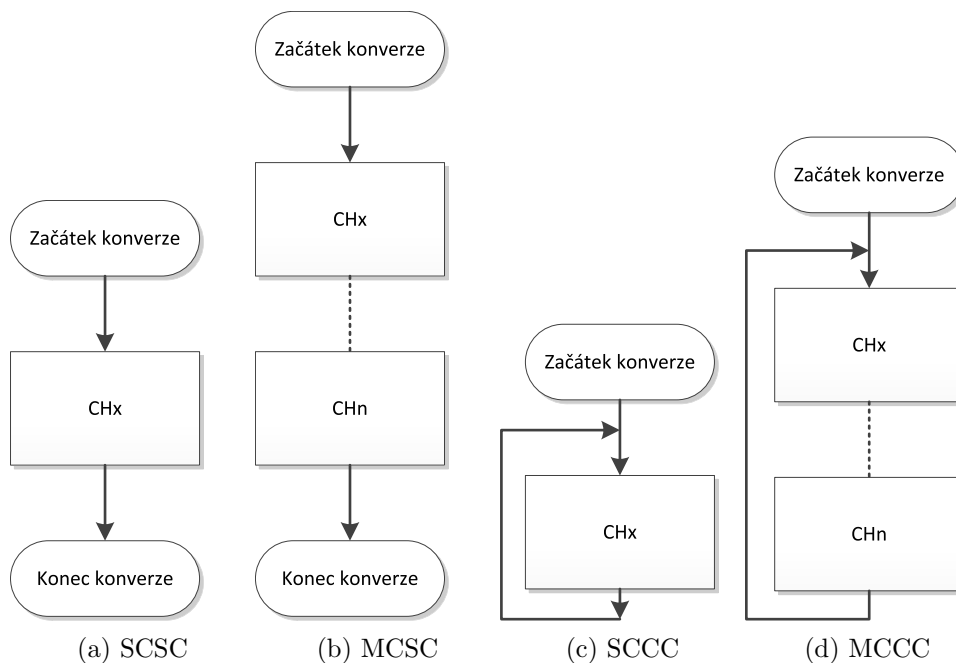 Začátek konverze
CHx
Konec konverze
(a) SCSC
Začátek konverze
CHx
CHn
Konec konverze
(b) MCSC
Začátek konverze
CHx
(c) SCCC
Začátek konverze
CHx
CHn
(d) MCCC